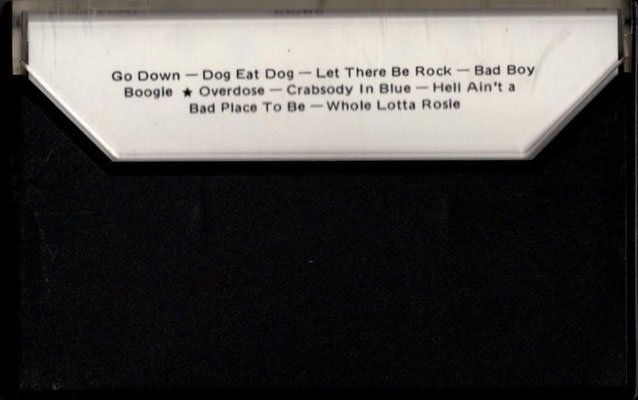 Go Down — Dog Eat Dog — Let There Be Rock — Bad Boy
Boogie ★ Overdose — Crabsody In Blue — Hell Ain't a
Bad Place To Be — Whole Lotta Rosie